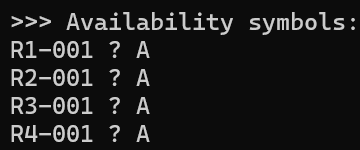 >>> Availability symbols:
R1-001 ? A
R2-001 ? A
R3-001 ? A
R4-001 ? A